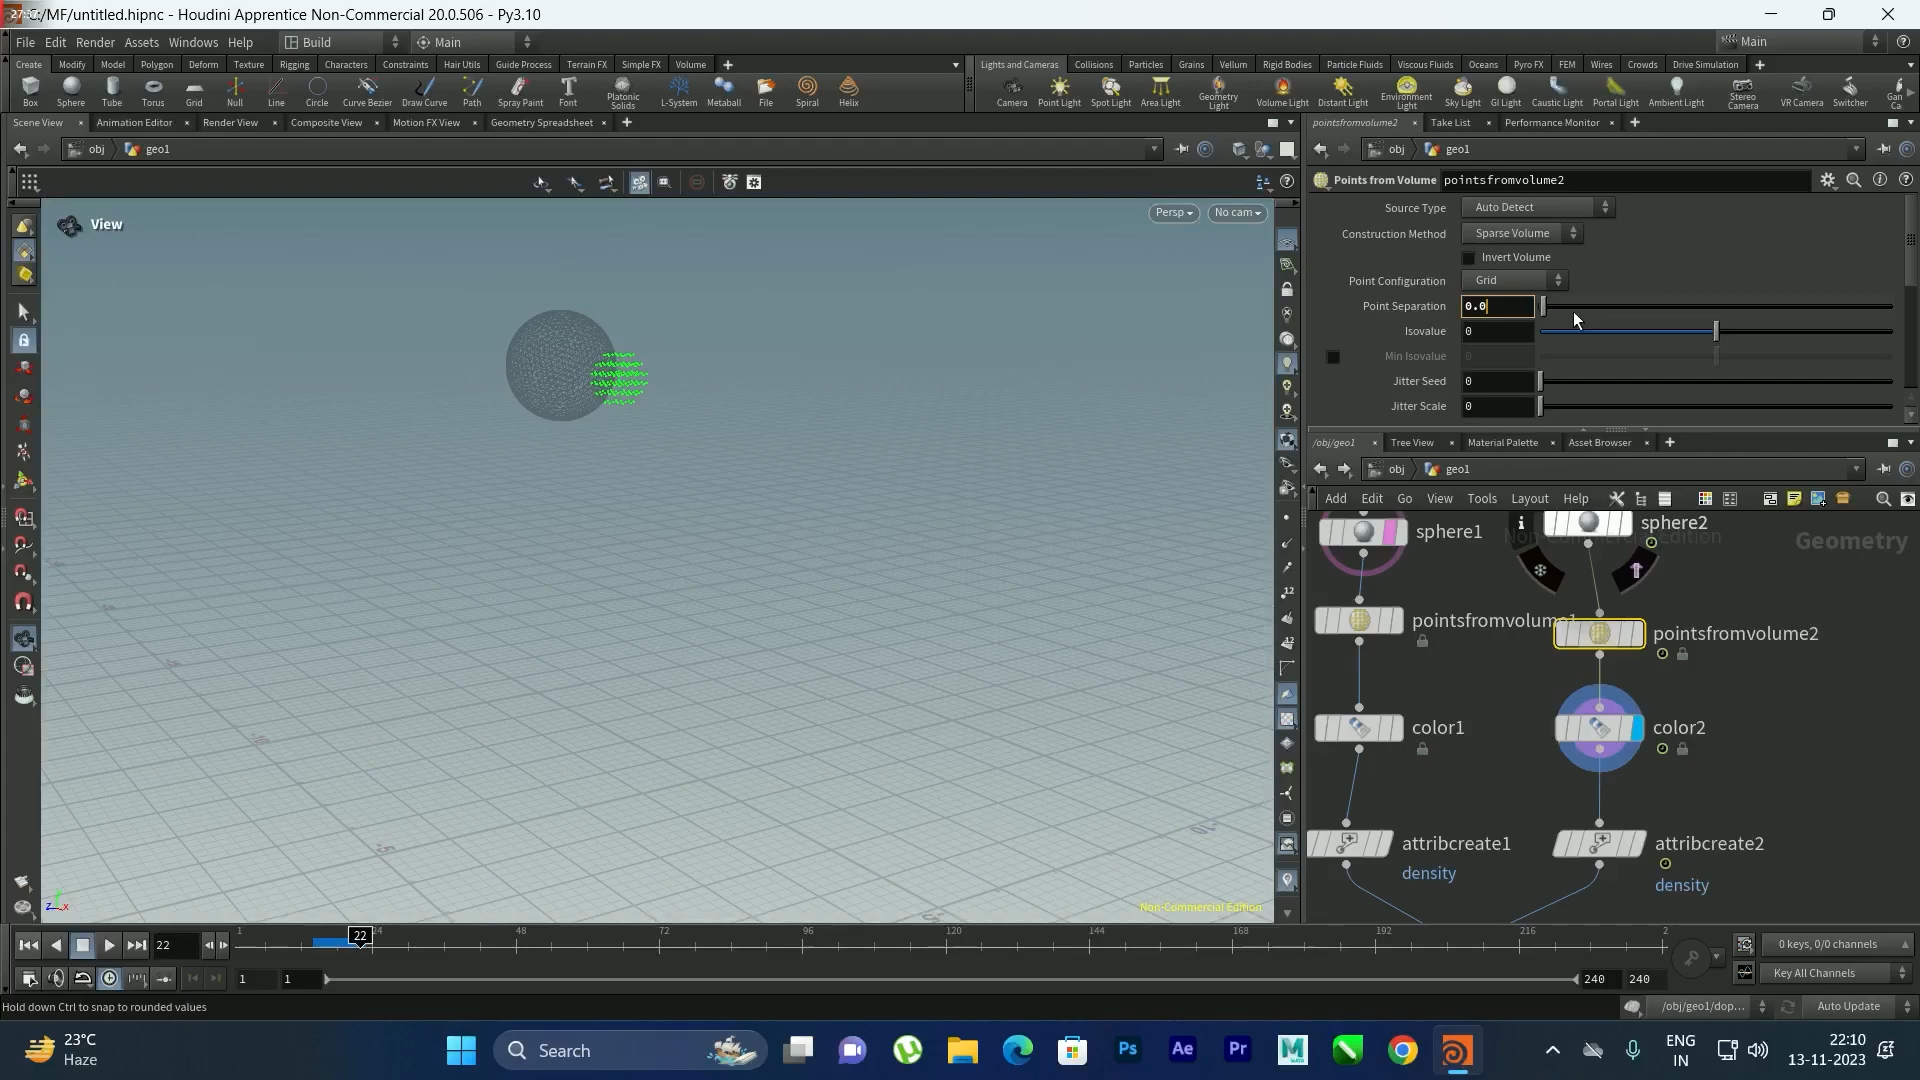 C:/MF/untitled.hipnc - Houdini Apprentice Non-Commercial 20.0.506 - Py3.10
File Edit Render Assets Windows Help Build Main Main
Create Modify Model Polygon Deform Texture Rigging Characters Constraints Hair Utils Guide Process Terrain FX Simple FX Volume
Lights and Cameras Collisions Particles Grains Vellum Rigid Bodies Particle Fluids Viscous Fluids Oceans Pyro FX FEM Wires Crowds Drive Simulation
Box Sphere Tube Torus Grid Null Line Circle Curve Bezier Draw Curve Path Spray Paint Font Platonic Solids L-System Metaball File Spiral Helix
Camera Point Light Spot Light Area Light Geometry Light Volume Light Distant Light Environment Light Sky Light GI Light Caustic Light Portal Light Ambient Light Stereo Camera VR Camera Switcher
Scene View Animation Editor Render View Composite View Motion FX View Geometry Spreadsheet
pointsfromvolume2 Take List Performance Monitor
obj geo1
obj geo1
View
Persp No cam
Points from Volume pointsfromvolume2
Source Type Auto Detect
Construction Method Sparse Volume
Invert Volume
Point Configuration Grid
Point Separation 0.0
Isovalue 0
Min Isovalue 0
Jitter Seed 0
Jitter Scale 0
/obj/geo1 Tree View Material Palette Asset Browser
obj geo1
Add Edit Go View Tools Layout Help
sphere1 sphere2
Geometry
pointsfromvolume1
pointsfromvolume2
color1 color2
attribcreate1 attribcreate2
density density
Non-Commercial Edition
1 24 48 72 96 120 144 168 192 216 2
22
22
1 1 240 240
0 keys, 0/0 channels
Key All Channels
Hold down Ctrl to snap to rounded values
/obj/geo1/dop... Auto Update
23°C
Haze
Search
Ps Ae Pr M
ENG
IN
22:10
13-11-2023